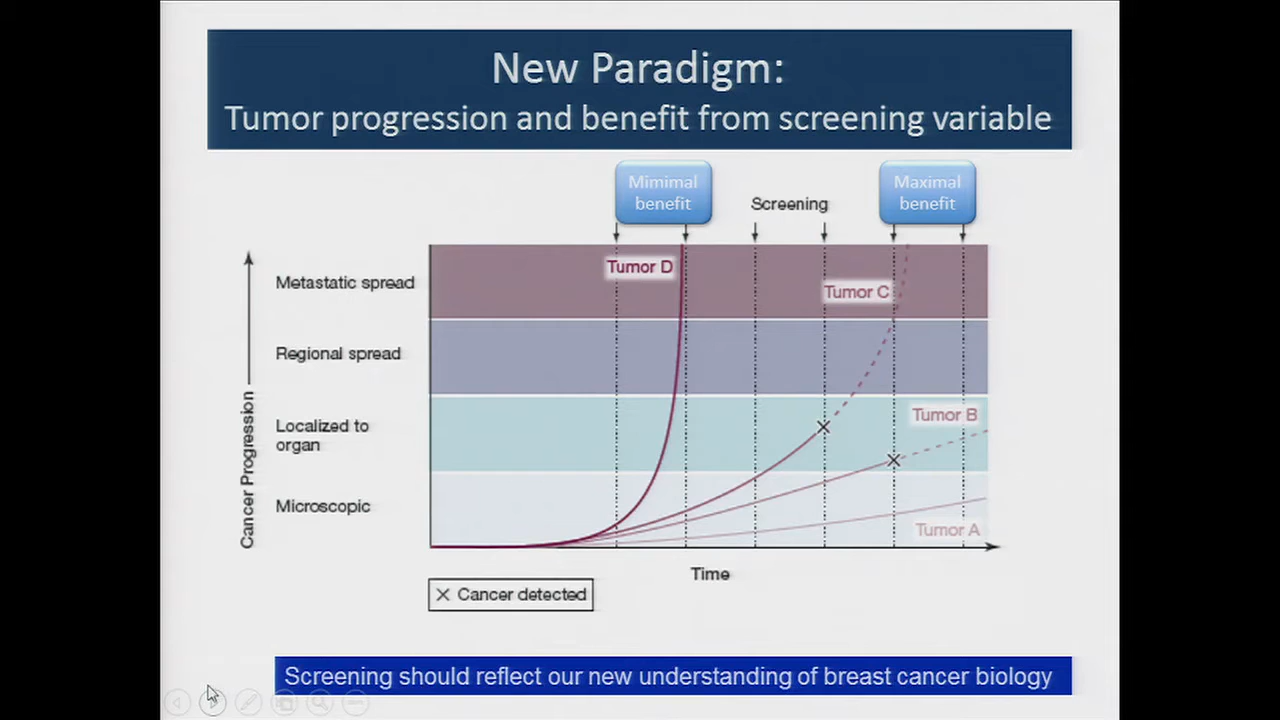 New Paradigm:
Tumor progression and benefit from screening variable
Mimimal
benefit
Screening
Maximal
benefit
Metastatic spread
Regional spread
Localized to
organ
Microscopic
Cancer Progression
Tumor D
Tumor C
Tumor B
Tumor A
Time
× Cancer detected
Screening should reflect our new understanding of breast cancer biology